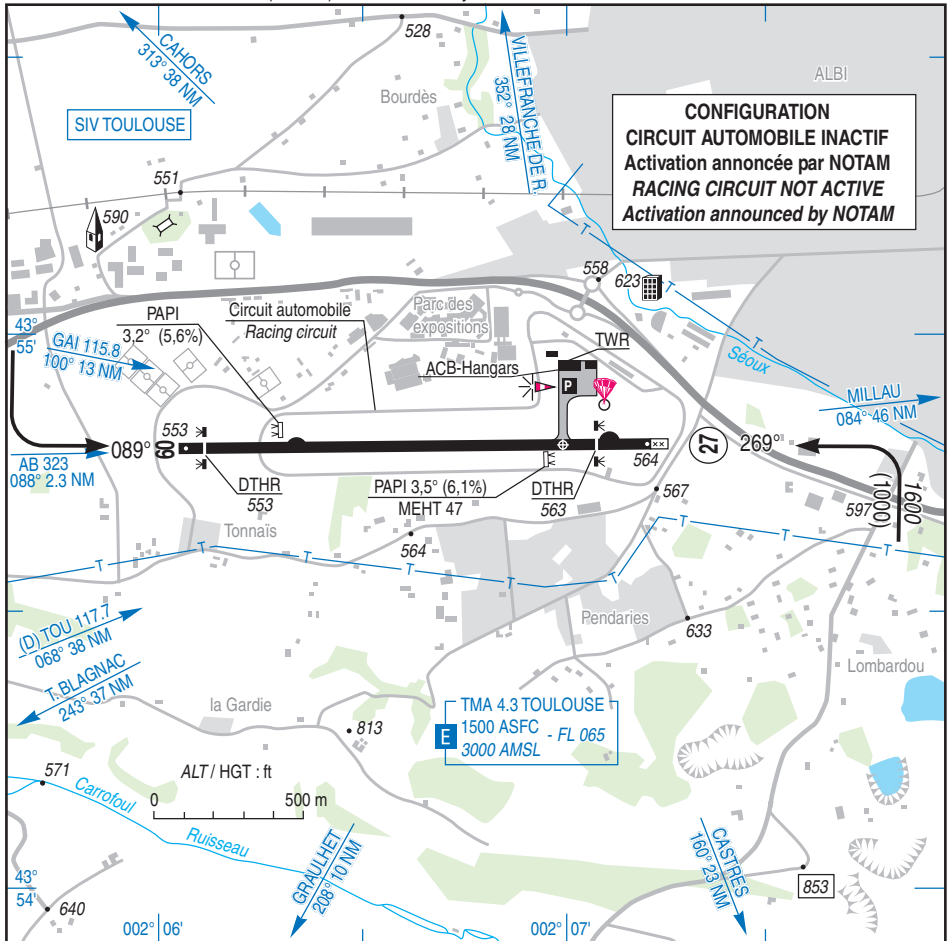 528
CAHORS
313° 38 NM
VILLEFRANCHE DE R.
352° 28 NM
ALBI
Bourdès
SIV TOULOUSE
CONFIGURATION
CIRCUIT AUTOMOBILE INACTIF
Activation annoncée par NOTAM
RACING CIRCUIT NOT ACTIVE
Activation announced by NOTAM
551
590
T
558
623
T
43°
55'
PAPI
3,2° (5,6%)
Circuit automobile
Racing circuit
Parc des
expositions
TWR
T
GAI 115.8
100° 13 NM
ACB-Hangars
P
Séoux
MILLAU
084° 46 NM
553
089°
09
27
269°
564
AB 323
088° 2.3 NM
DTHR
553
PAPI 3,5° (6,1%)
MEHT 47
DTHR
563
567
597
1600
(1000)
Tonnaïs
564
T
T
T
T
T
T
T
Pendaries
633
(D) TOU 117.7
068° 38 NM
T. BLAGNAC
243° 37 NM
Lombardou
la Gardie
813
TMA 4.3 TOULOUSE
E
1500 ASFC
3000 AMSL
- FL 065
571
ALT / HGT : ft
0
500 m
Carrofoul
Ruisseau
GRAULHET
208° 10 NM
CASTRES
160° 23 NM
853
43°
54'
640
002° 06'
002° 07'